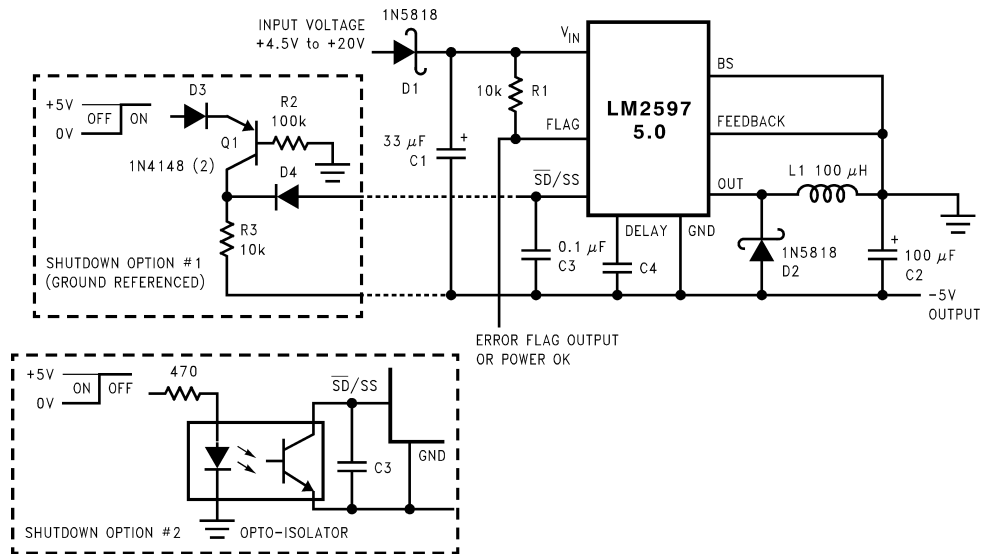 INPUT VOLTAGE
+4.5V to +20V
1N5818
D1
33 μF
C1
+
10k
R1
VIN
FLAG
SD/SS
LM2597
5.0
BS
FEEDBACK
OUT
DELAY
GND
L1 100 μH
1N5818
D2
+
100 μF
C2
-5V
OUTPUT
0.1 μF
C3
C4
ERROR FLAG OUTPUT
OR POWER OK
+5V
0V
OFF
ON
D3
Q1
R2
100k
1N4148 (2)
D4
R3
10k
SHUTDOWN OPTION #1
(GROUND REFERENCED)
+5V
0V
ON
OFF
470
SD/SS
GND
C3
SHUTDOWN OPTION #2
OPTO-ISOLATOR